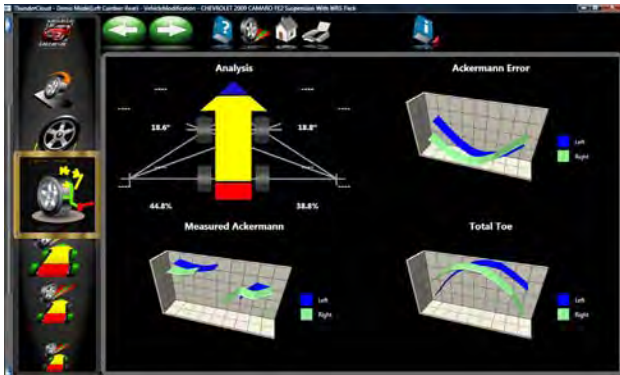 ThunderCloud - Demo Mode(Left Camber Rear) - VehicleModification - CHEVROLET 2009 CAMARO FE2 Suspension With WRS Pack
Analysis
18.6°
18.8°
44.8%
38.8%
Ackermann Error
Left
Right
Measured Ackermann
Left
Right
Total Toe
Left
Right